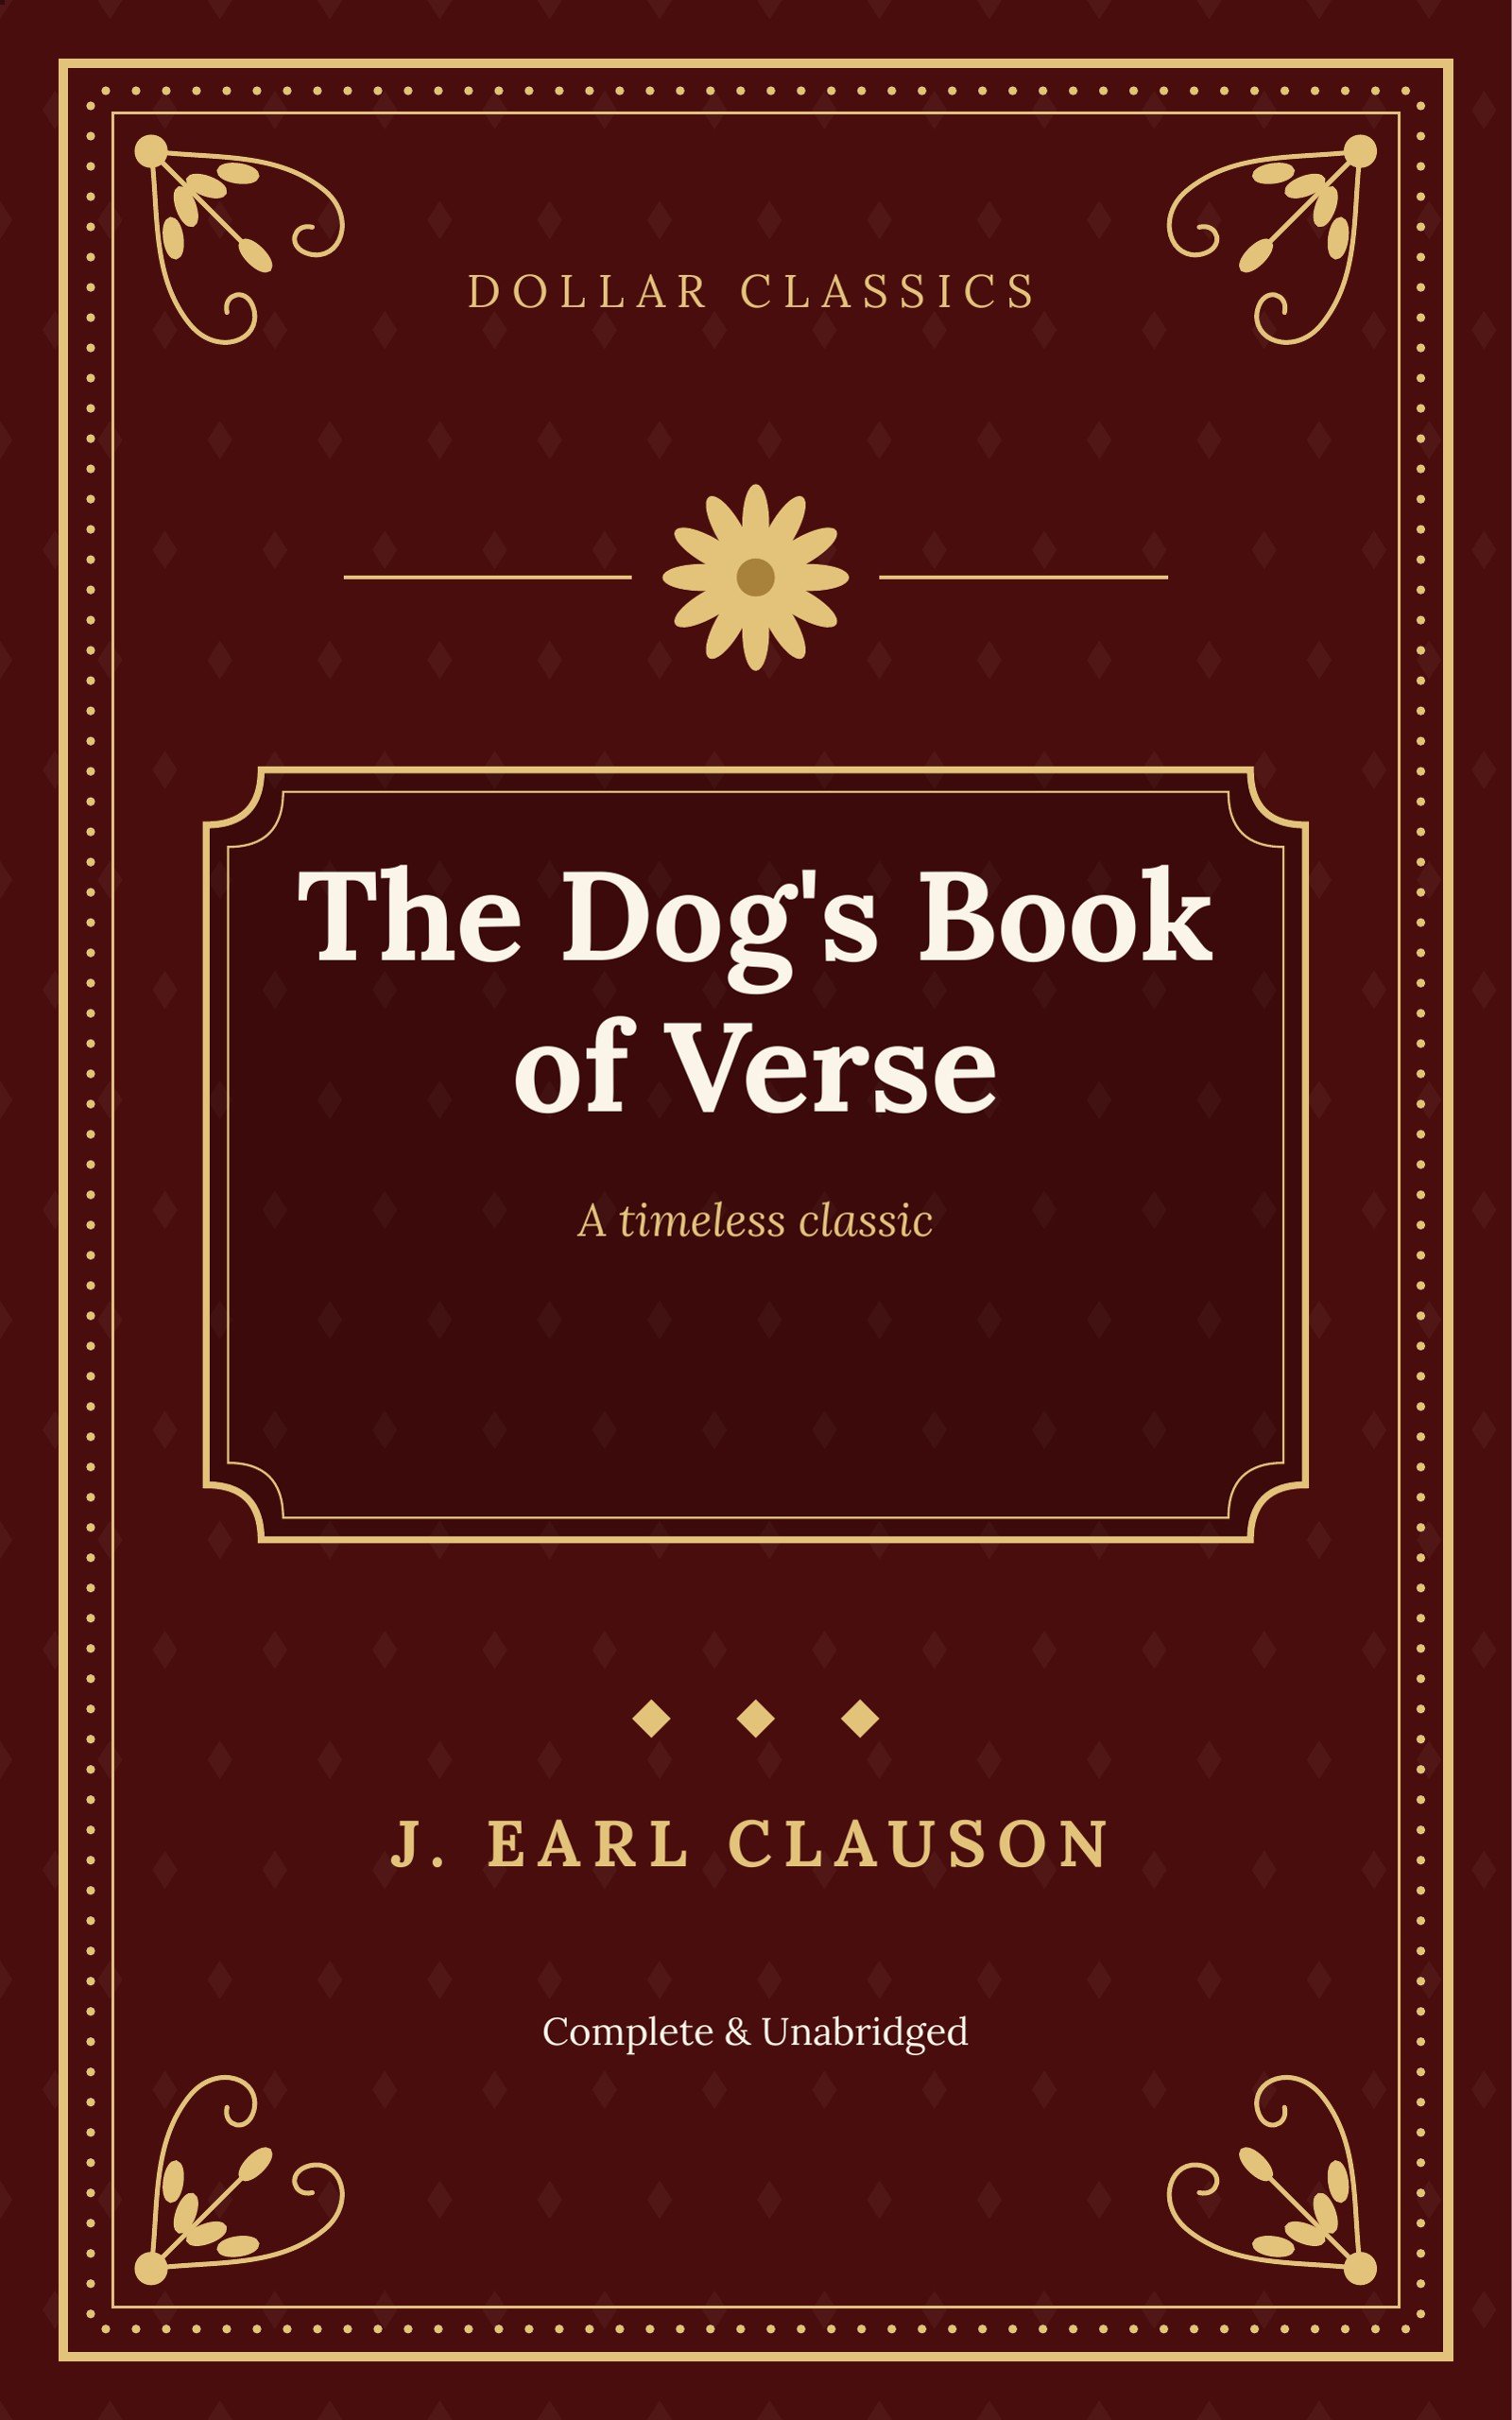 DOLLAR CLASSICS
The Dog's Book
of Verse
A timeless classic
J. EARL CLAUSON
Complete & Unabridged